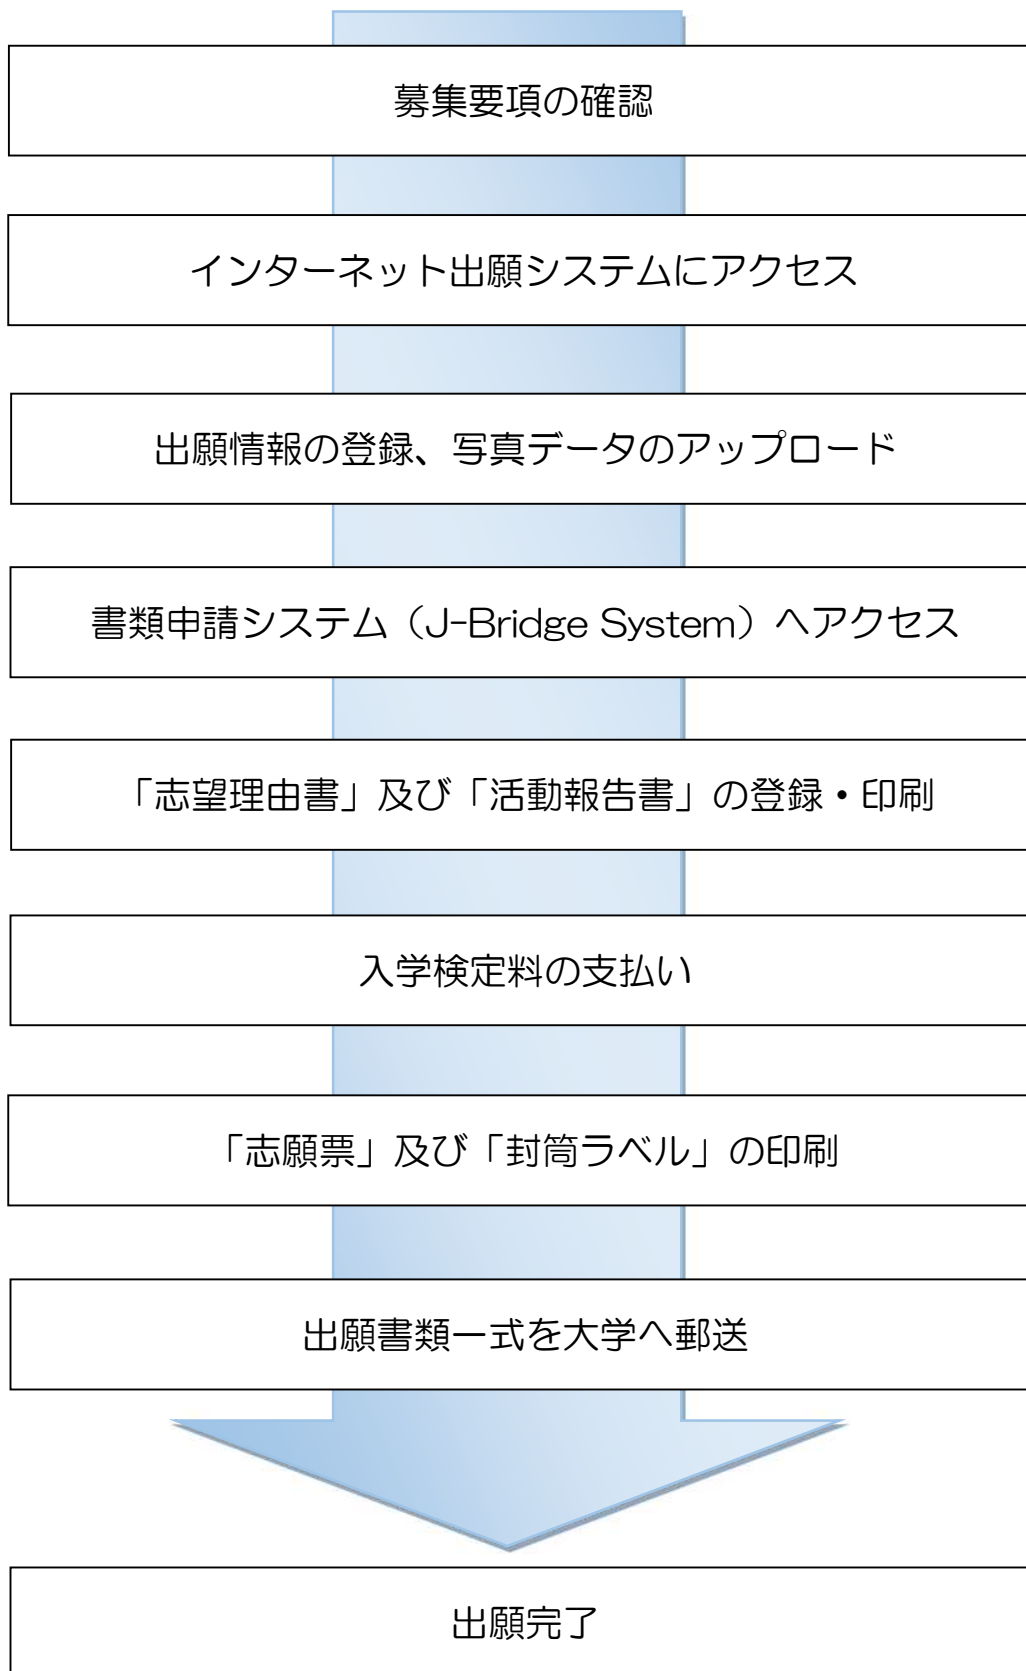 募集要項の確認
インターネット出願システムにアクセス
出願情報の登録、写真データのアップロード
書類申請システム（J-Bridge System）へアクセス
「志望理由書」及び「活動報告書」の登録・印刷
入学検定料の支払い
「志願票」及び「封筒ラベル」の印刷
出願書類一式を大学へ郵送
出願完了